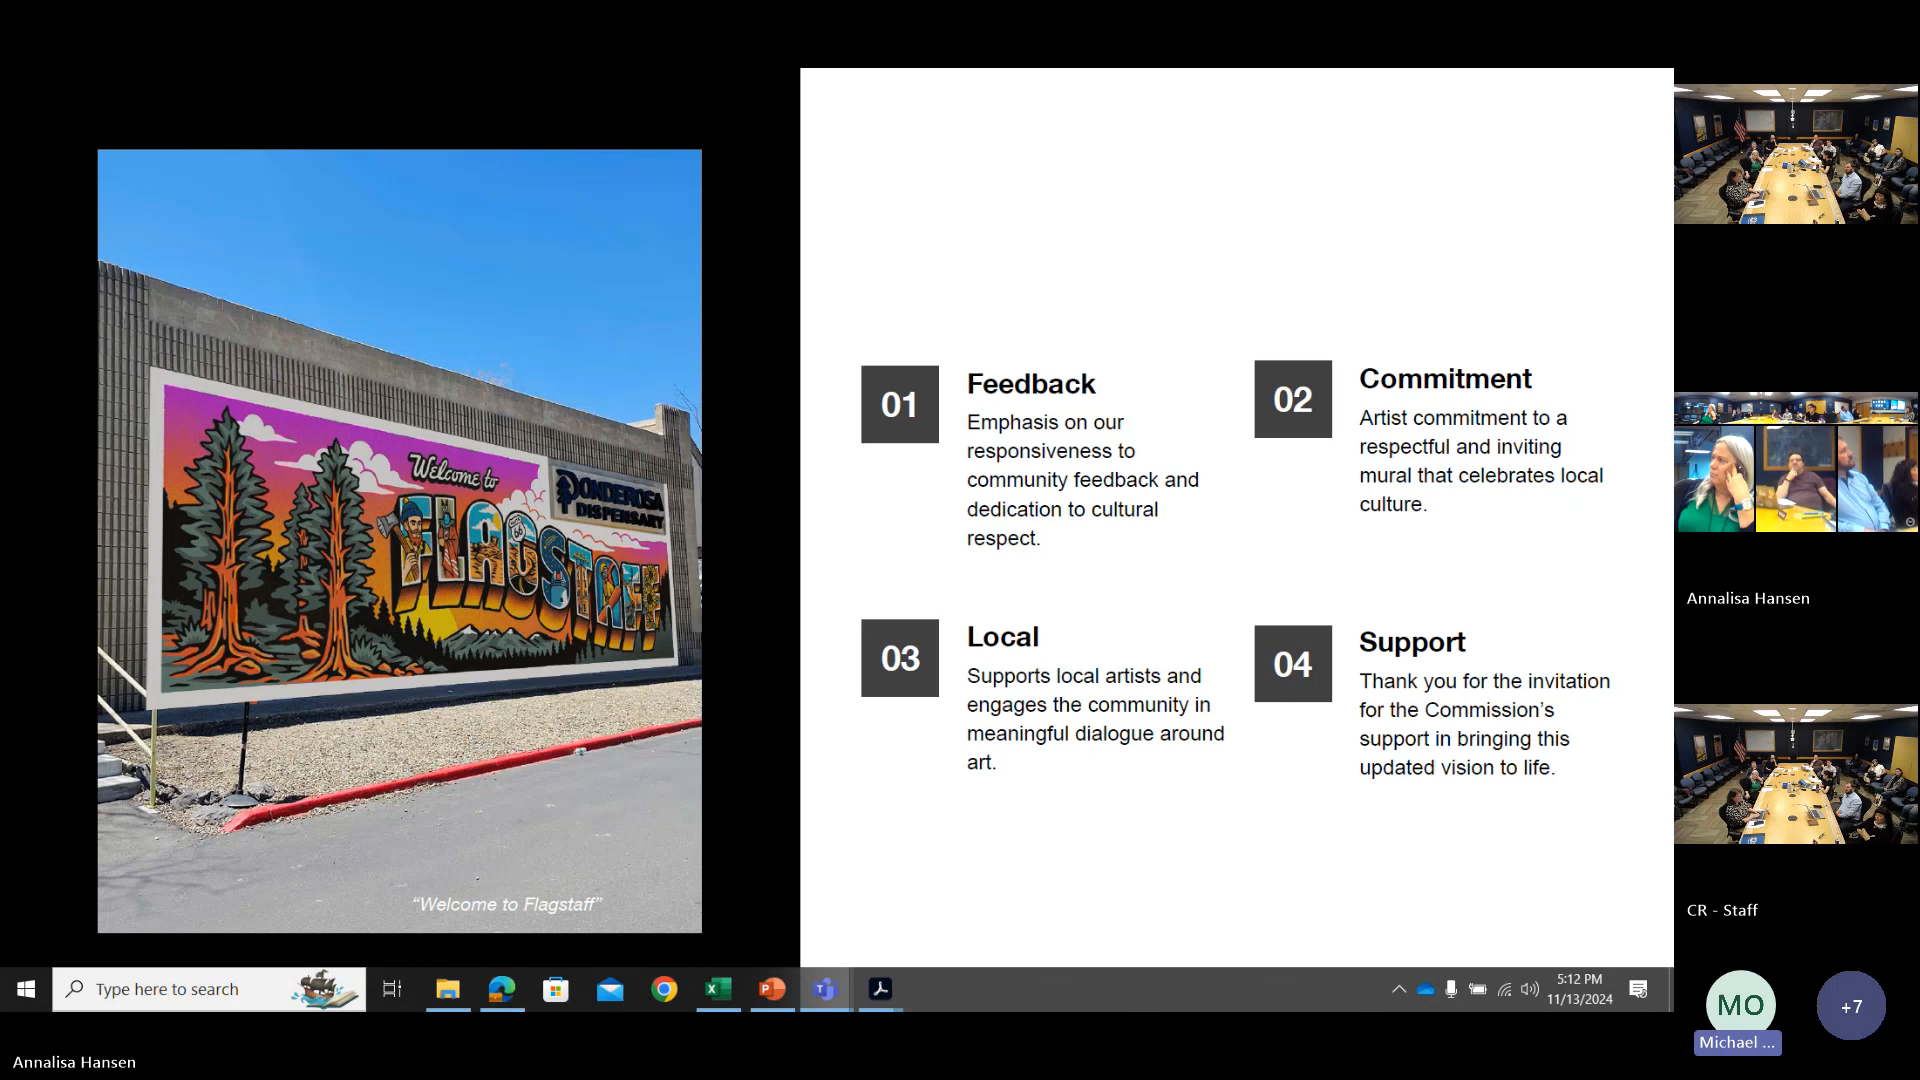 Welcome to
FLAGSTAFF
ROUTE
66
PONDEROSA
DISPENSARY
“Welcome to Flagstaff”
01
Feedback
Emphasis on our
responsiveness to
community feedback and
dedication to cultural
respect.
02
Commitment
Artist commitment to a
respectful and inviting
mural that celebrates local
culture.
03
Local
Supports local artists and
engages the community in
meaningful dialogue around
art.
04
Support
Thank you for the invitation
for the Commission’s
support in bringing this
updated vision to life.
Annalisa Hansen
CR - Staff
MO
Michael ...
+7
Type here to search
5:12 PM
11/13/2024
Annalisa Hansen